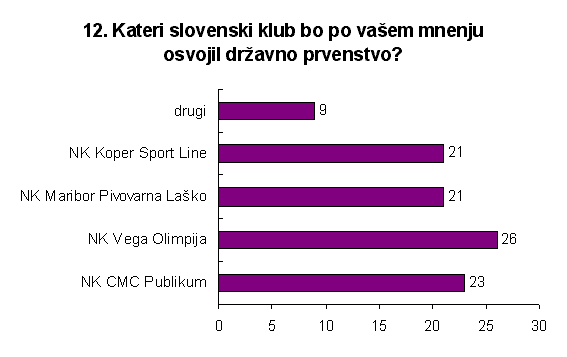 12. Kateri slovenski klub bo po vašem mnenju
osvojil državno prvenstvo?
drugi 9
NK Koper Sport Line 21
NK Maribor Pivovarna Laško 21
NK Vega Olimpija 26
NK CMC Publikum 23
0 5 10 15 20 25 30